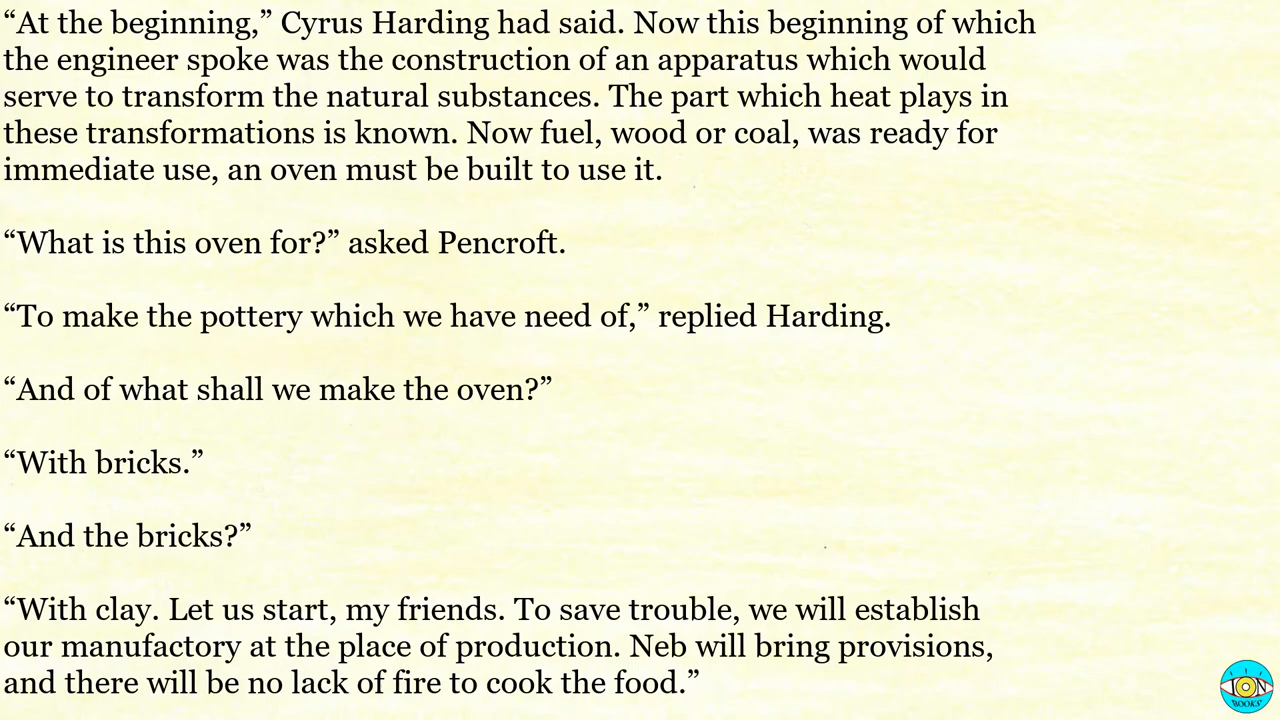 “At the beginning,” Cyrus Harding had said. Now this beginning of which
the engineer spoke was the construction of an apparatus which would
serve to transform the natural substances. The part which heat plays in
these transformations is known. Now fuel, wood or coal, was ready for
immediate use, an oven must be built to use it.
“What is this oven for?” asked Pencroft.
“To make the pottery which we have need of,” replied Harding.
“And of what shall we make the oven?”
“With bricks.”
“And the bricks?”
“With clay. Let us start, my friends. To save trouble, we will establish
our manufactory at the place of production. Neb will bring provisions,
and there will be no lack of fire to cook the food.”
ION
BOOKS